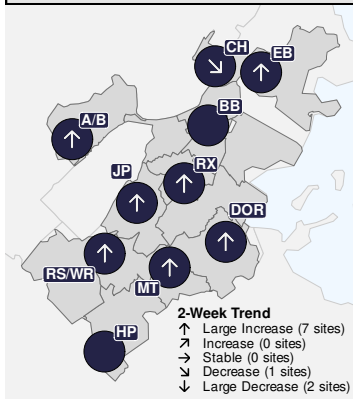 CH
EB
BB
A/B
RX
JP
DOR
RS/WR
MT
HP
2-Week Trend
↑ Large Increase (7 sites)
↗ Increase (0 sites)
→ Stable (0 sites)
↘ Decrease (1 sites)
↓ Large Decrease (2 sites)